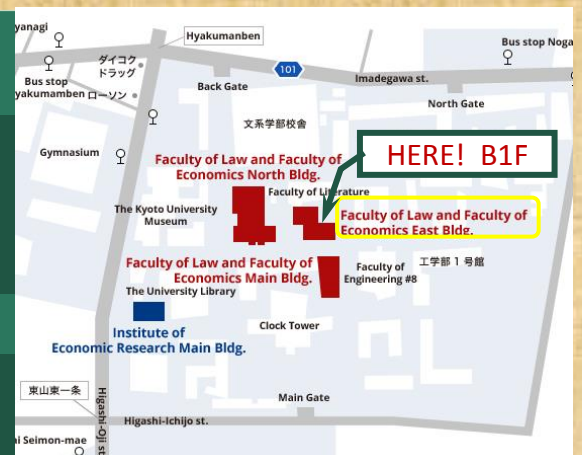 yanagi
Hyakumanben
Bus stop Noga
ダイコク
ドラッグ
101
Bus stop
yakumamben
ローソン
Back Gate
Imadegawa st.
North Gate
文系学部校舎
HERE! B1F
Gymnasium
Faculty of Law and Faculty of
Economics North Bldg.
Faculty of Literature
The Kyoto University
Museum
Faculty of Law and Faculty of
Economics East Bldg.
Faculty of Law and Faculty of
Economics Main Bldg.
Faculty of
Engineering #8
工学部1号館
The University Library
Clock Tower
Institute of
Economic Research Main Bldg.
東山東一条
Main Gate
Higashi-Oji st
Higashi-Ichijo st.
ai Seimon-mae